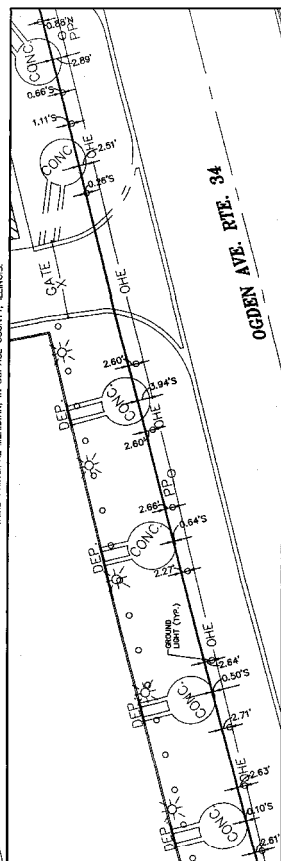 0.68'N
PP
CONC.
2.89'
0.66'S
1.11'S
CONC.
2.51'
OHE
0.26'S
GATE
X
OHE
OGDEN AVE. RTE. 34
2.60'
DEP.
CONC.
3.94'S
OHE
2.60'
PP
2.66'
DEP.
CONC.
0.64'S
2.27'
GROUND
LIGHT (TYP.)
OHE
2.64'
DEP.
CONC.
0.50'S
2.71'
OHE
2.63'
DEP.
CONC.
0.10'S
2.61'